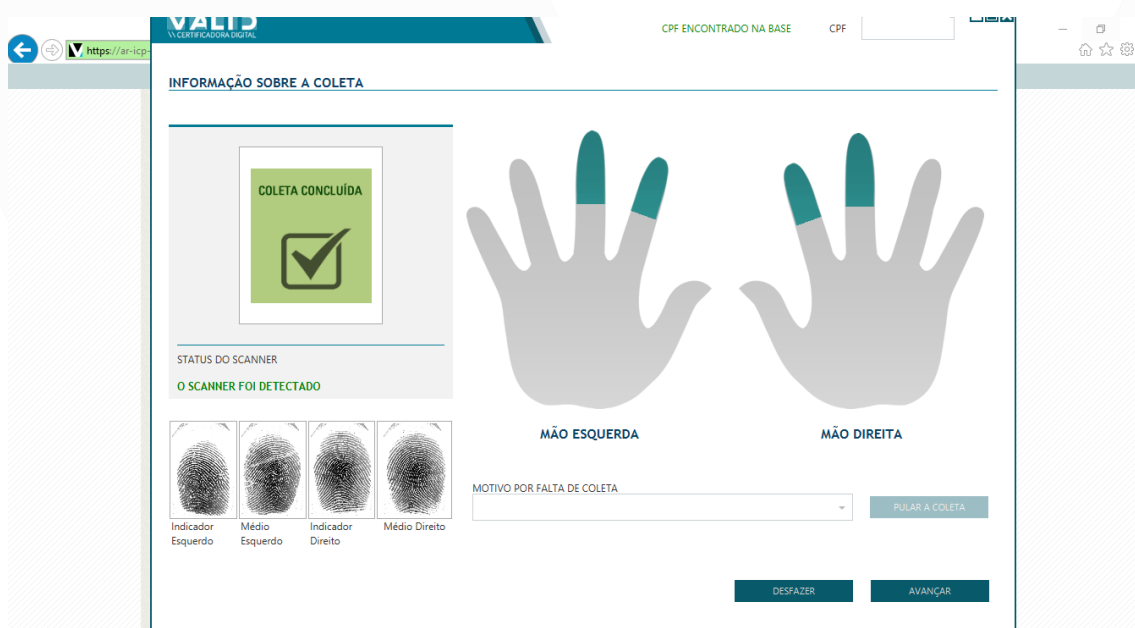 VALID
\\ CERTIFICADORA DIGITAL
CPF ENCONTRADO NA BASE
CPF
https://ar-icp-
INFORMAÇÃO SOBRE A COLETA
COLETA CONCLUÍDA
STATUS DO SCANNER
O SCANNER FOI DETECTADO
MÃO ESQUERDA
MÃO DIREITA
MOTIVO POR FALTA DE COLETA
PULAR A COLETA
Indicador Esquerdo
Médio Esquerdo
Indicador Direito
Médio Direito
DESFAZER
AVANÇAR